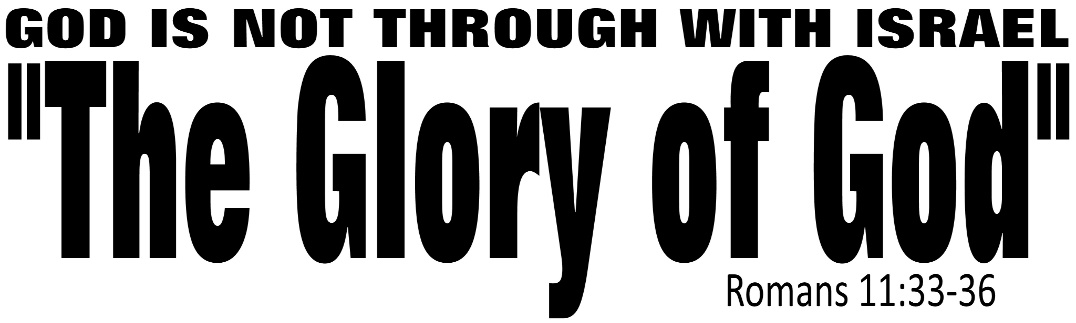 GOD IS NOT THROUGH WITH ISRAEL
"The Glory of God"
Romans 11:33-36